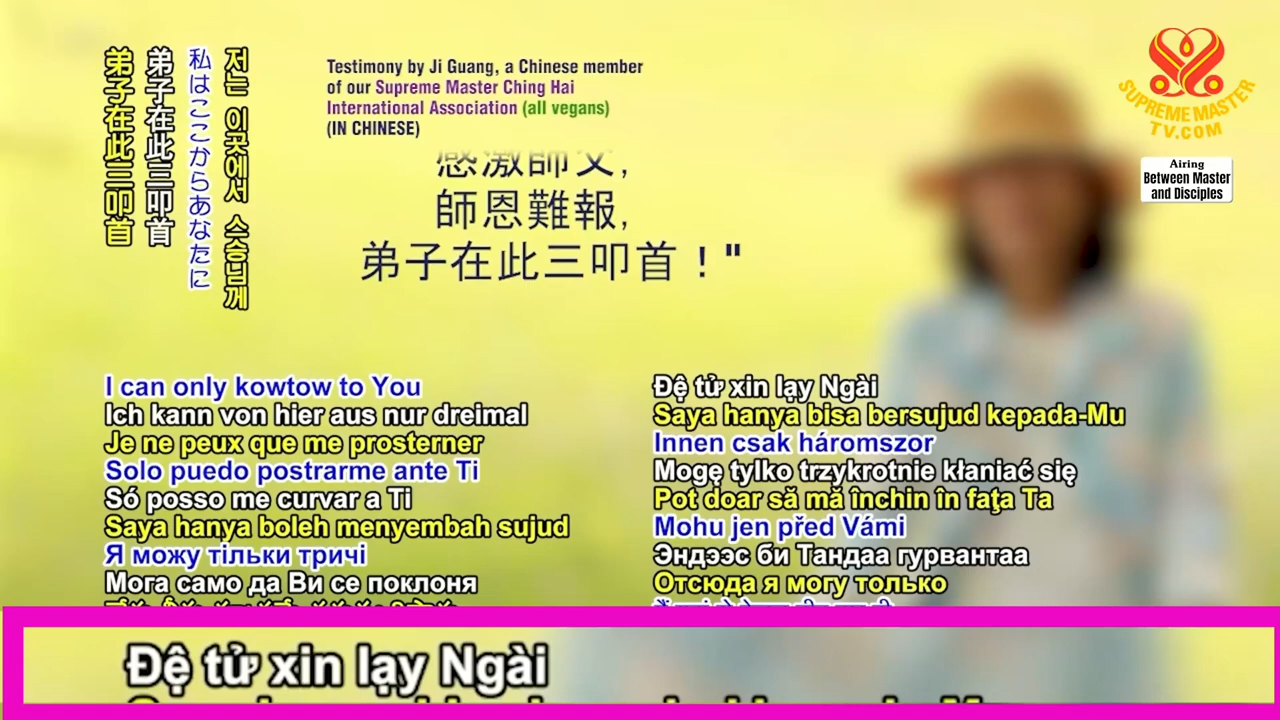 弟子在此三叩首
弟子在此三叩首
私はここからあなたに
저는 이곳에서 스승님께
Testimony by Ji Guang, a Chinese member
of our Supreme Master Ching Hai
International Association (all vegans)
(IN CHINESE)
感激師父,
師恩難報,
弟子在此三叩首！"
SUPREME MASTER
TV.COM
Airing
Between Master
and Disciples
I can only kowtow to You
Ich kann von hier aus nur dreimal
Je ne peux que me prosterner
Solo puedo postrarme ante Ti
Só posso me curvar a Ti
Saya hanya boleh menyembah sujud
Я можу тільки тричі
Мога само да Ви се поклоня
Đệ tử xin lạy Ngài
Saya hanya bisa bersujud kepada-Mu
Innen csak háromszor
Mogę tylko trzykrotnie kłaniać się
Pot doar să mă închin în faţa Ta
Mohu jen před Vámi
Эндээс би Тандаа гурвантаа
Отсюда я могу только
Đệ tử xin lạy Ngài